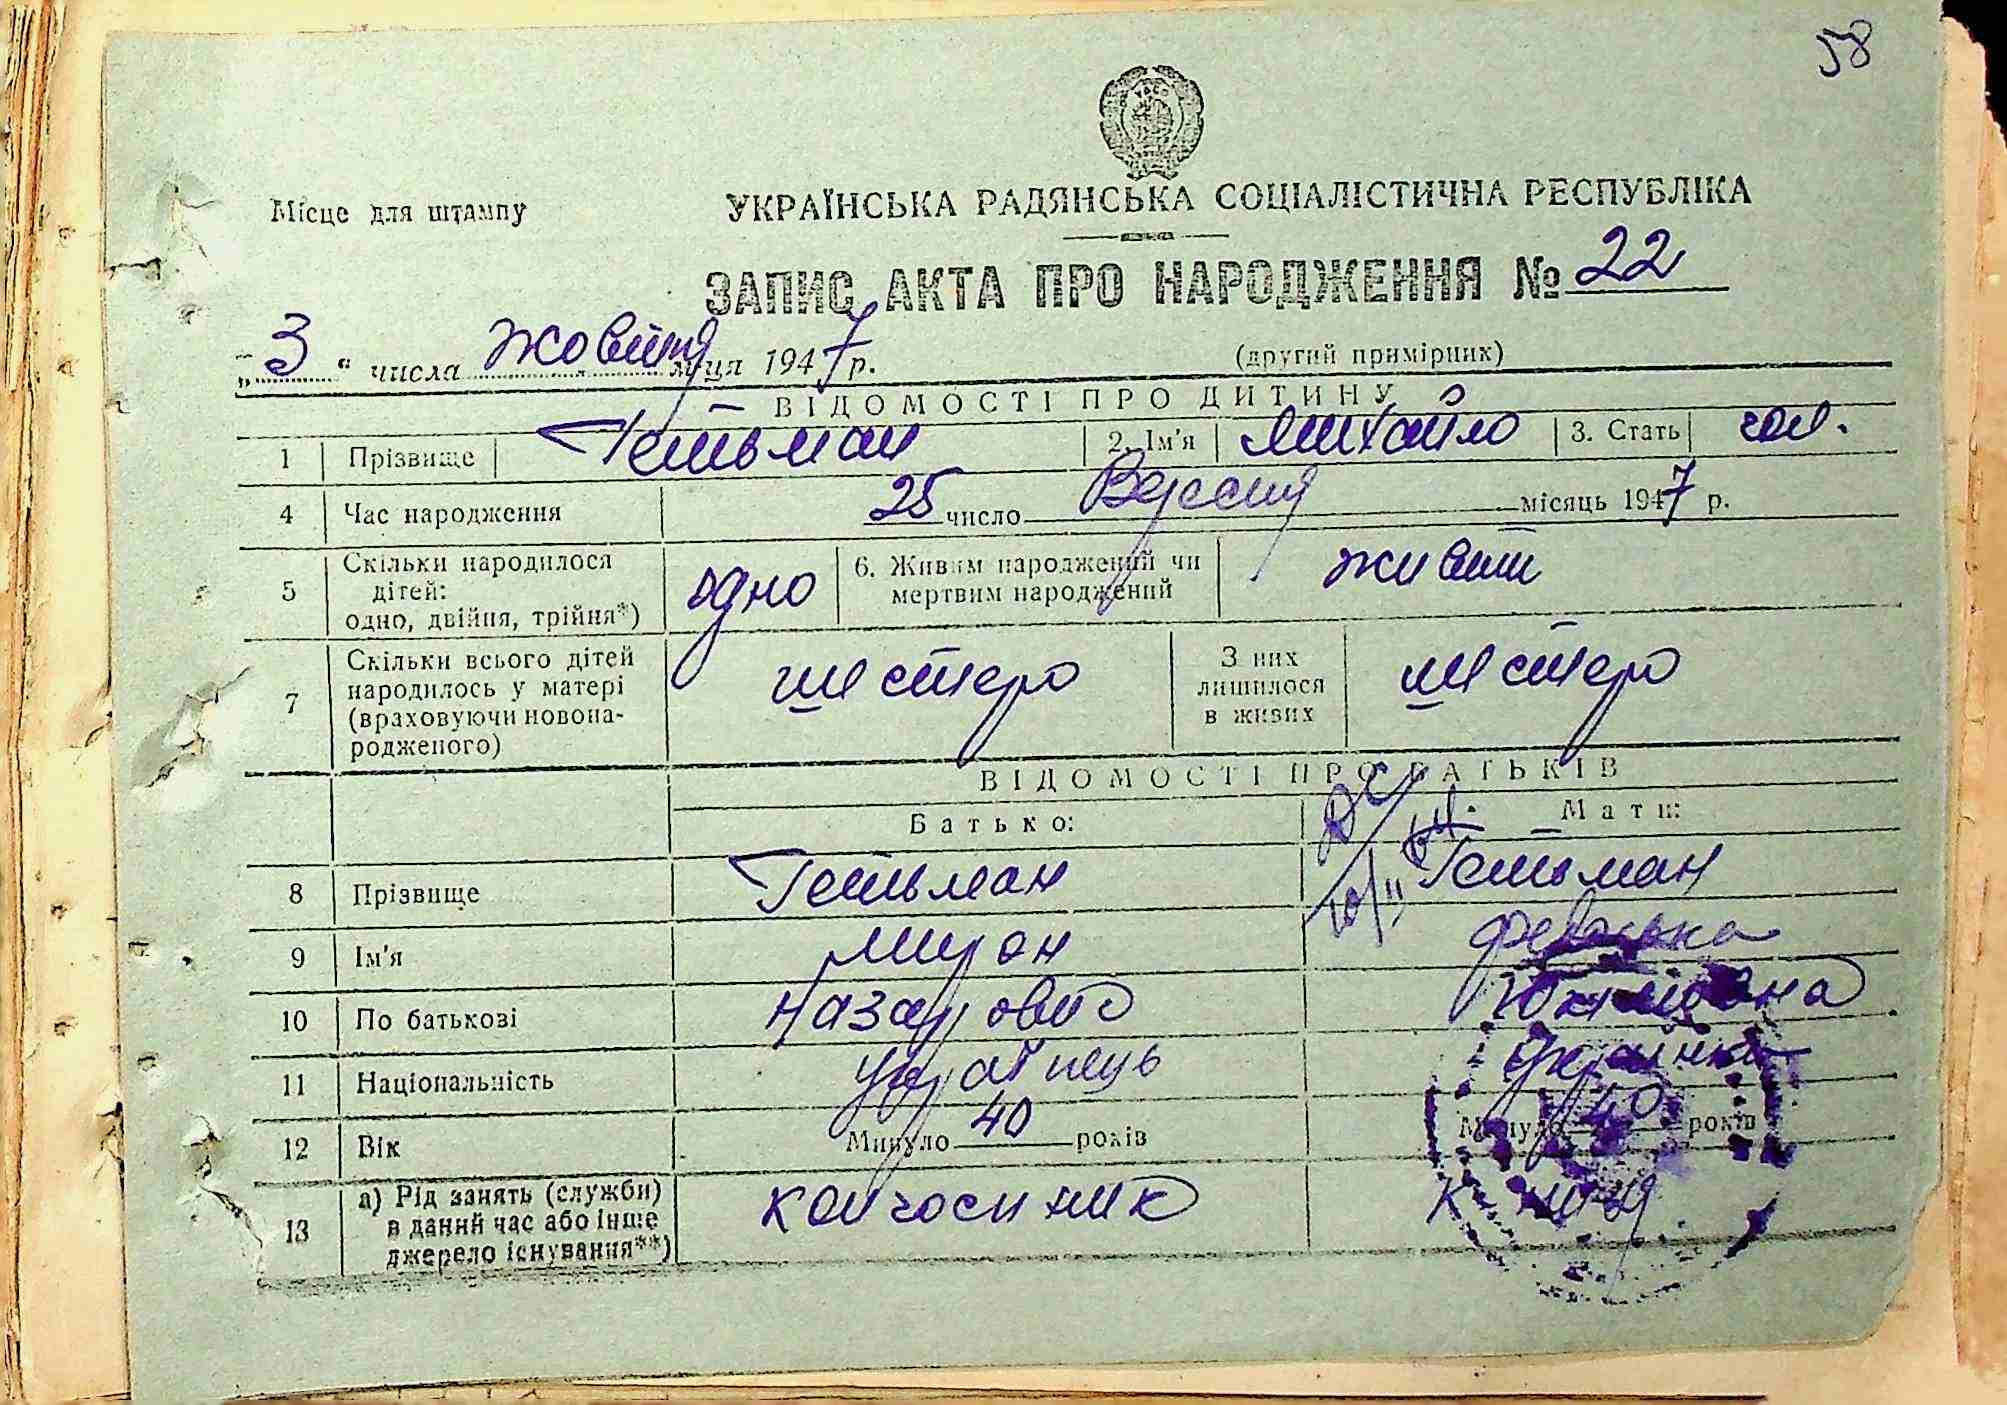 58
Місце для штампу
УКРАЇНСЬКА РАДЯНСЬКА СОЦІАЛІСТИЧНА РЕСПУБЛІКА
ЗАПИС АКТА ПРО НАРОДЖЕННЯ № 22
„3“ числа жовтня м-ця 1947 р. (другий примірник)
ВІДОМОСТІ ПРО ДИТИНУ
1 Прізвище Гетьман 2. Ім'я Михайло 3. Стать чол.
4 Час народження 25 число Вересня місяць 1947 р.
5 Скільки народилося дітей: одно, двійня, трійня*) одно 6. Живим народжений чи мертвим народжений живим
7 Скільки всього дітей народилось у матері (враховуючи новонародженого) шестеро З них лишилося в живих шестеро
ВІДОМОСТІ ПРО БАТЬКІВ
Батько: Мати:
8 Прізвище Гетьман Гетьман
9 Ім'я Мирон
10 По батькові Назарович
11 Національність Українець Українка
12 Вік Минуло 40 років Минуло 40 років
13 а) Рід занять (служби) в даний час або інше джерело існування**) колгоспник